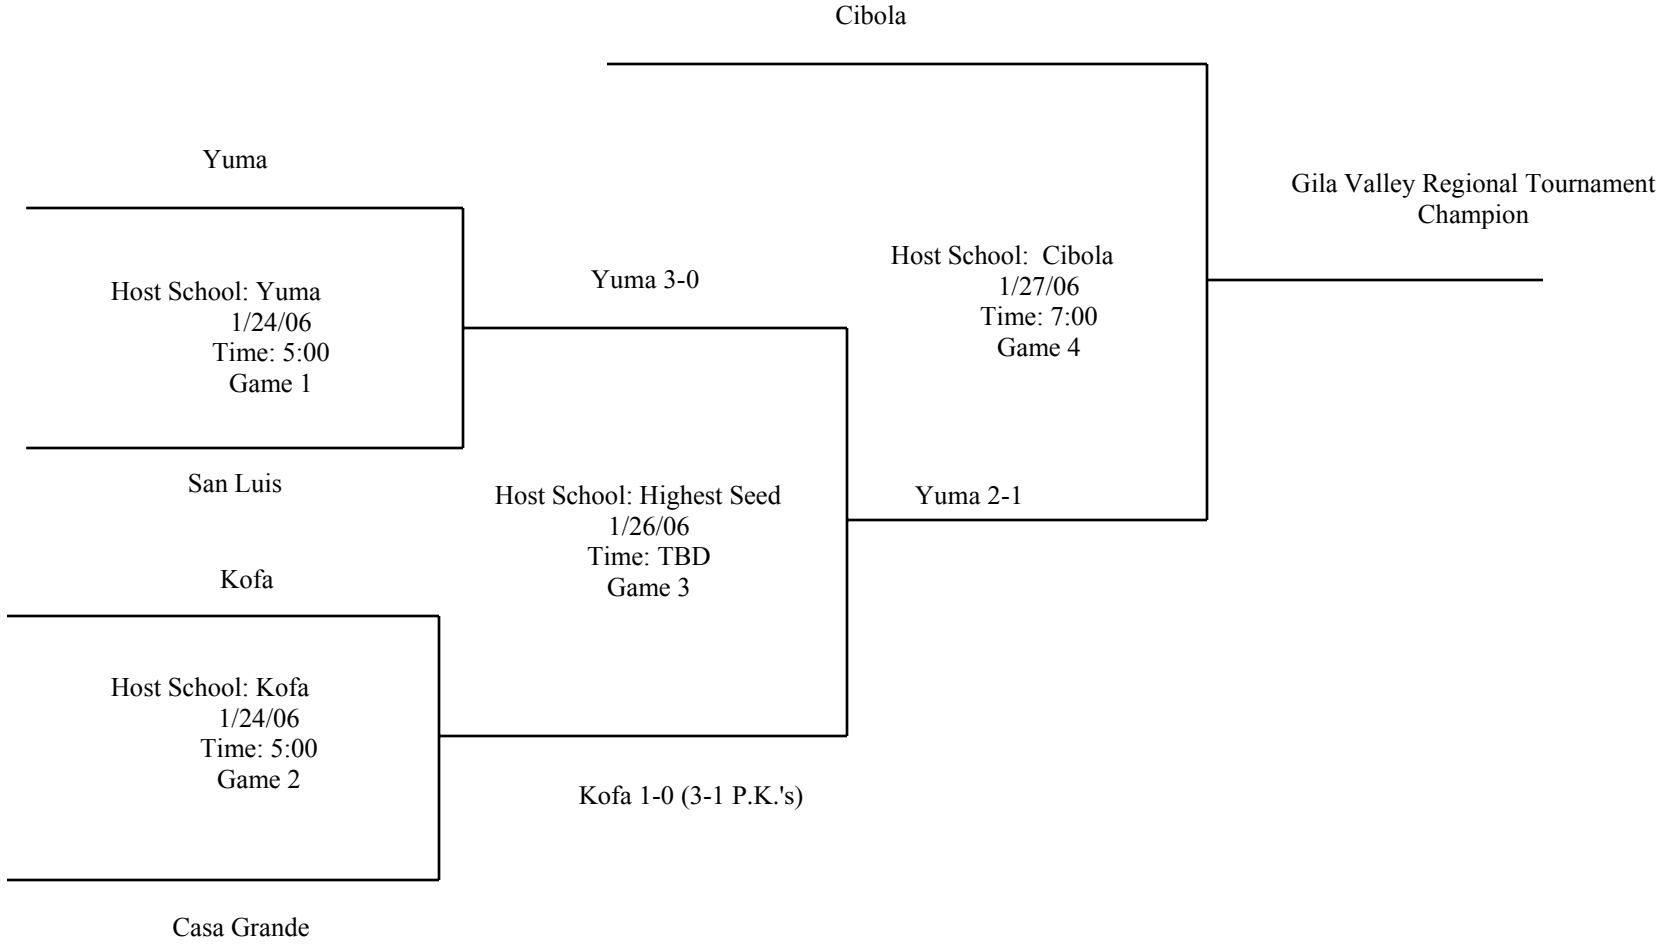 Cibola
Yuma
Gila Valley Regional Tournament
Champion
Host School:  Cibola
1/27/06
Time: 7:00
Game 4
Yuma 3-0
Host School: Yuma
1/24/06
Time: 5:00
Game 1
San Luis
Host School: Highest Seed
1/26/06
Time: TBD
Game 3
Yuma 2-1
Kofa
Host School: Kofa
1/24/06
Time: 5:00
Game 2
Kofa 1-0 (3-1 P.K.'s)
Casa Grande